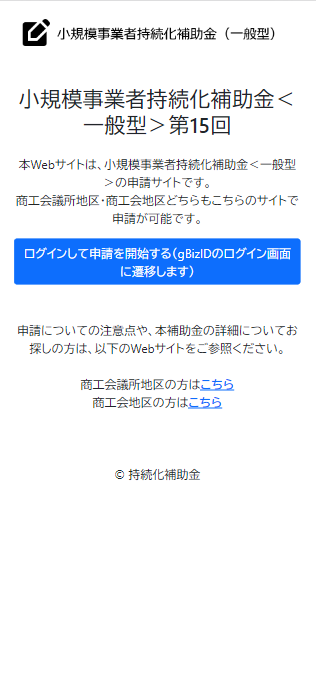 小規模事業者持続化補助金（一般型）
小規模事業者持続化補助金＜
一般型＞第15回
本Webサイトは、小規模事業者持続化補助金＜一般型
＞の申請サイトです。
商工会議所地区・商工会地区どちらもこちらのサイトで
申請が可能です。
ログインして申請を開始する（gBizIDのログイン画面
に遷移します）
申請についての注意点や、本補助金の詳細についてお
探しの方は、以下のWebサイトをご参照ください。
商工会議所地区の方はこちら
商工会地区の方はこちら
© 持続化補助金